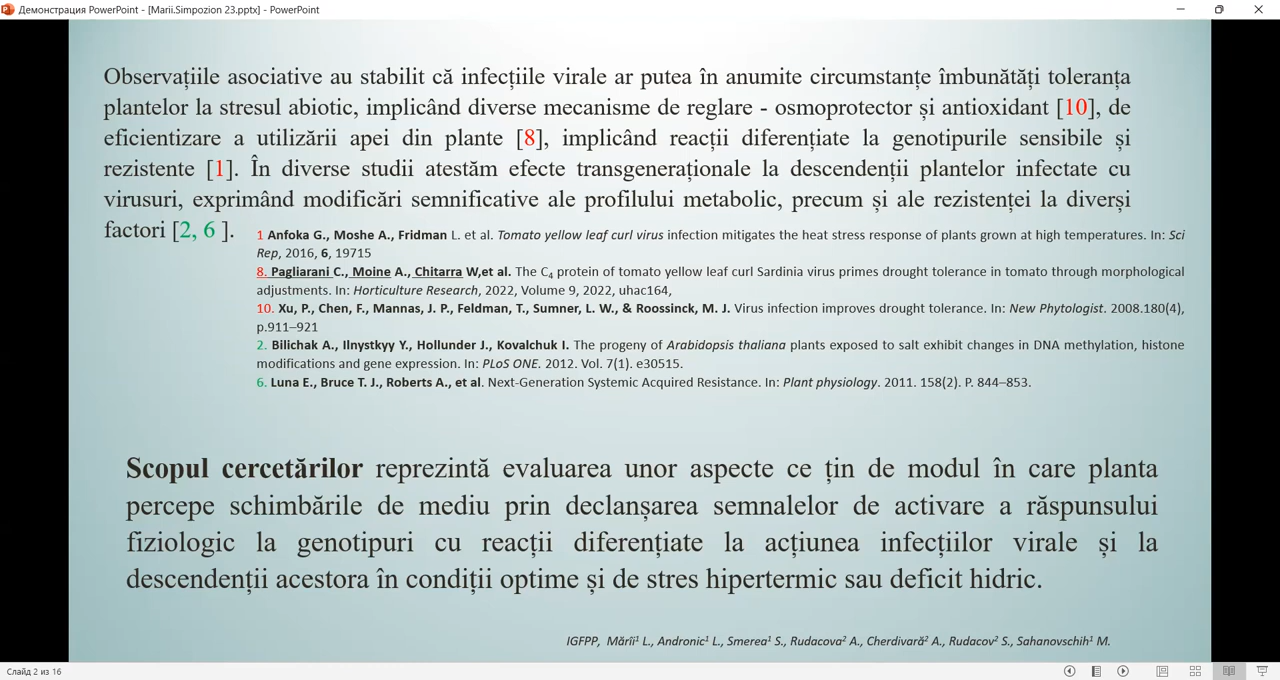 Демонстрация PowerPoint - [Marii.Simpozion 23.pptx] - PowerPoint
Observațiile asociative au stabilit că infecțiile virale ar putea în anumite circumstanțe îmbunătăți toleranța
plantelor la stresul abiotic, implicând diverse mecanisme de reglare - osmoprotector și antioxidant [10], de
eficientizare a utilizării apei din plante [8], implicând reacții diferențiate la genotipurile sensibile și
rezistente [1]. În diverse studii atestăm efecte transgeneraționale la descendenții plantelor infectate cu
virusuri, exprimând modificări semnificative ale profilului metabolic, precum și ale rezistenței la diverși
factori [2, 6 ].
1 Anfoka G., Moshe A., Fridman L. et al. Tomato yellow leaf curl virus infection mitigates the heat stress response of plants grown at high temperatures. In: Sci
Rep, 2016, 6, 19715
8. Pagliarani C., Moine A., Chitarra W,et al. The C4 protein of tomato yellow leaf curl Sardinia virus primes drought tolerance in tomato through morphological
adjustments. In: Horticulture Research, 2022, Volume 9, 2022, uhac164,
10. Xu, P., Chen, F., Mannas, J. P., Feldman, T., Sumner, L. W., & Roossinck, M. J. Virus infection improves drought tolerance. In: New Phytologist. 2008.180(4),
p.911–921
2. Bilichak A., Ilnystkyy Y., Hollunder J., Kovalchuk I. The progeny of Arabidopsis thaliana plants exposed to salt exhibit changes in DNA methylation, histone
modifications and gene expression. In: PLoS ONE. 2012. Vol. 7(1). e30515.
6. Luna E., Bruce T. J., Roberts A., et al. Next-Generation Systemic Acquired Resistance. In: Plant physiology. 2011. 158(2). P. 844–853.
Scopul cercetărilor reprezintă evaluarea unor aspecte ce țin de modul în care planta
percepe schimbările de mediu prin declanșarea semnalelor de activare a răspunsului
fiziologic la genotipuri cu reacții diferențiate la acțiunea infecțiilor virale și la
descendenții acestora în condiții optime și de stres hipertermic sau deficit hidric.
IGFPP, Mărîi¹ L., Andronic¹ L., Smerea¹ S., Rudacova² A., Cherdivară² A., Rudacov² S., Sahanovschih¹ M.
Слайд 2 из 16